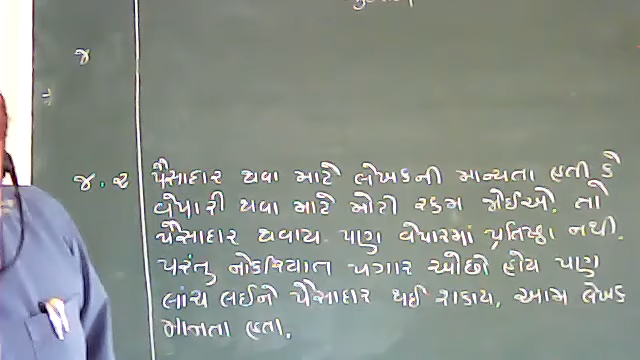 જ
જ.૨ પૈસાદાર થવા માટે લેખકની માન્યતા હતી કે
વેપારી થવા માટે મોટી રકમ જોઈએ. તો
પૈસાદાર થવાય પણ વેપારમાં પ્રતિષ્ઠા નથી.
પરંતુ નોકરિયાત પગાર ઓછો હોય પણ
લાંચ લઈને પૈસાદાર થઈ શકાય, આમ લેખક
માનતા હતા.